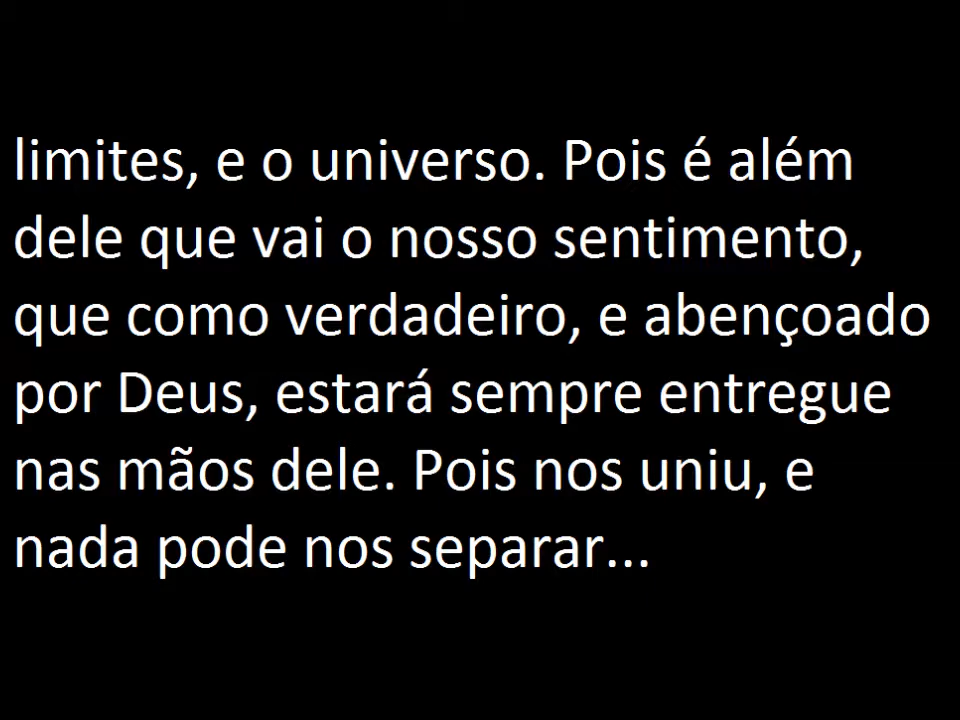 limites, e o universo. Pois é além
dele que vai o nosso sentimento,
que como verdadeiro, e abençoado
por Deus, estará sempre entregue
nas mãos dele. Pois nos uniu, e
nada pode nos separar...